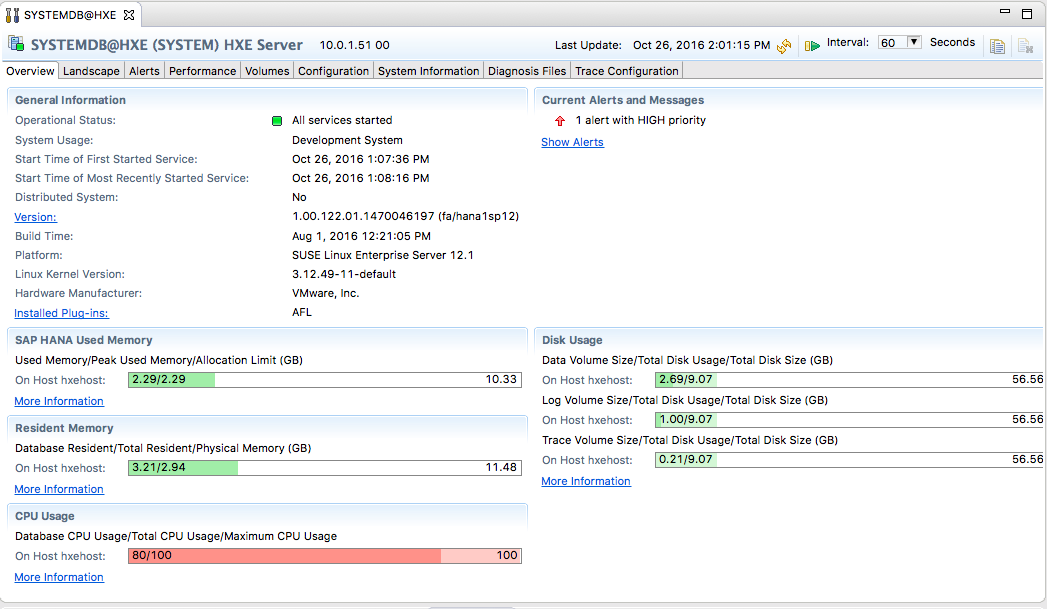 SYSTEMDB@HXE
SYSTEMDB@HXE (SYSTEM) HXE Server 10.0.1.51 00
Last Update: Oct 26, 2016 2:01:15 PM Interval: 60 Seconds
Overview Landscape Alerts Performance Volumes Configuration System Information Diagnosis Files Trace Configuration
General Information
Operational Status: All services started
System Usage: Development System
Start Time of First Started Service: Oct 26, 2016 1:07:36 PM
Start Time of Most Recently Started Service: Oct 26, 2016 1:08:16 PM
Distributed System: No
Version: 1.00.122.01.1470046197 (fa/hana1sp12)
Build Time: Aug 1, 2016 12:21:05 PM
Platform: SUSE Linux Enterprise Server 12.1
Linux Kernel Version: 3.12.49-11-default
Hardware Manufacturer: VMware, Inc.
Installed Plug-ins: AFL
Current Alerts and Messages
1 alert with HIGH priority
Show Alerts
SAP HANA Used Memory
Used Memory/Peak Used Memory/Allocation Limit (GB)
On Host hxehost: 2.29/2.29 10.33
More Information
Resident Memory
Database Resident/Total Resident/Physical Memory (GB)
On Host hxehost: 3.21/2.94 11.48
More Information
CPU Usage
Database CPU Usage/Total CPU Usage/Maximum CPU Usage
On Host hxehost: 80/100 100
More Information
Disk Usage
Data Volume Size/Total Disk Usage/Total Disk Size (GB)
On Host hxehost: 2.69/9.07 56.56
Log Volume Size/Total Disk Usage/Total Disk Size (GB)
On Host hxehost: 1.00/9.07 56.56
Trace Volume Size/Total Disk Usage/Total Disk Size (GB)
On Host hxehost: 0.21/9.07 56.56
More Information